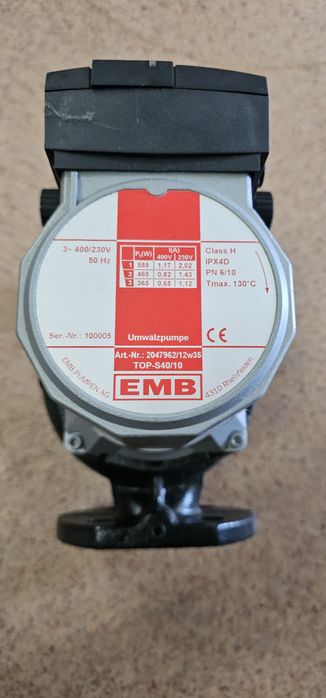 3~ 400/230V
50 Hz
P₁(W) I(A)
400V 230V
1 585 1,17 2,02
2 465 0,82 1,43
3 365 0,65 1,12
Class H
IPX4D
PN 6/10
Tmax. 130°C
Ser.-Nr.: 100005
Umwälzpumpe
CE
Art.-Nr.: 2047962/12w35
TOP-S40/10
EMB
EMB PUMPEN AG
4310 Rheinfelden